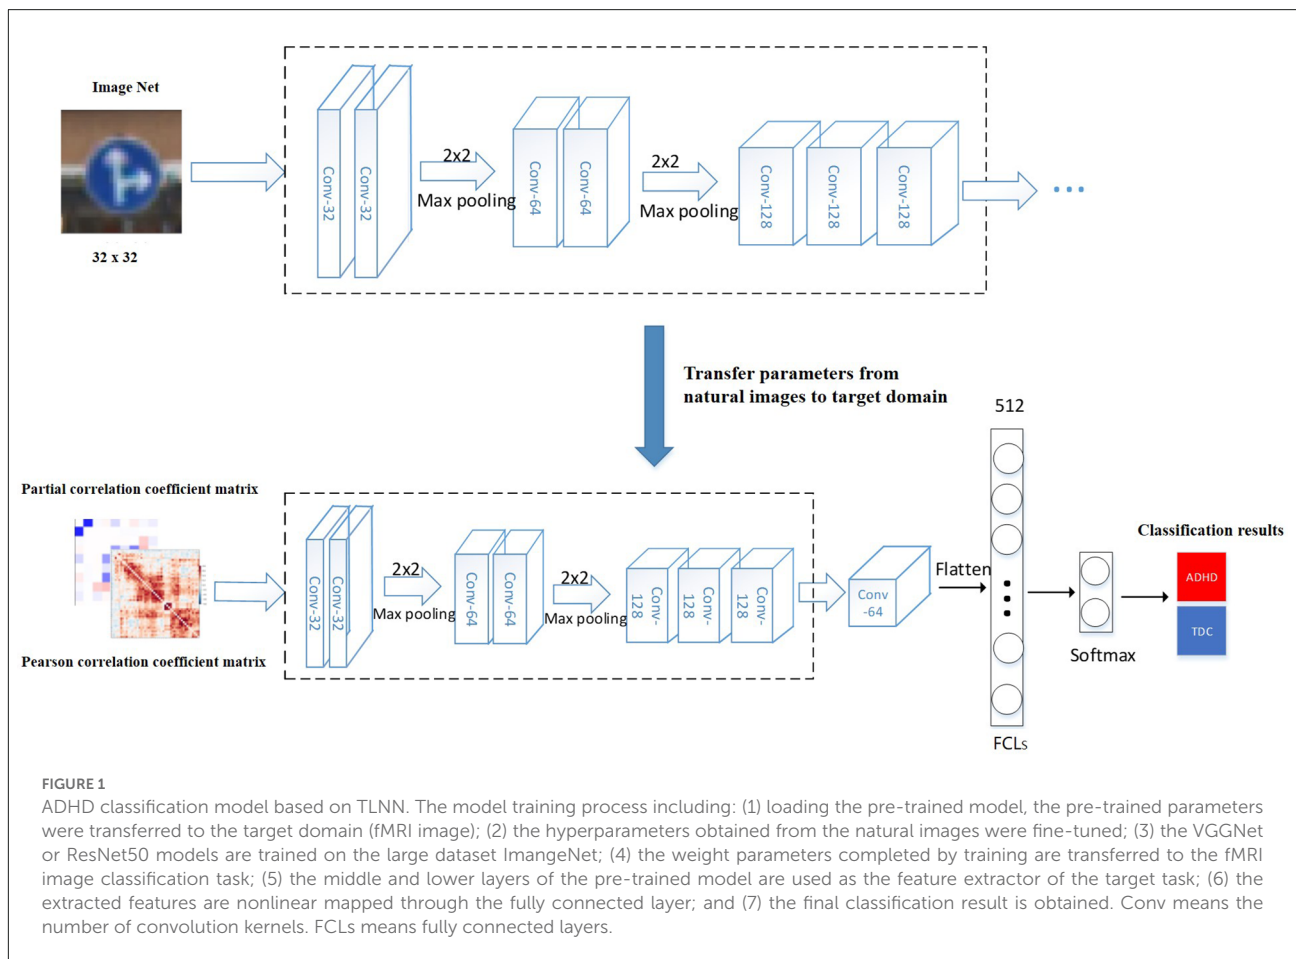 Image Net
32 x 32
Conv-32
Conv-32
2x2
Max pooling
Conv-64
Conv-64
2x2
Max pooling
Conv-128
Conv-128
Conv-128
...
Transfer parameters from
natural images to target domain
Partial correlation coefficient matrix
Pearson correlation coefficient matrix
Conv-32
Conv-32
2x2
Max pooling
Conv-64
Conv-64
2x2
Max pooling
Conv-
128
Conv-
128
Conv-
128
Conv
-64
Flatten
512
FCLs
Softmax
Classification results
ADHD
TDC
FIGURE 1
ADHD classification model based on TLNN. The model training process including: (1) loading the pre-trained model, the pre-trained parameters
were transferred to the target domain (fMRI image); (2) the hyperparameters obtained from the natural images were fine-tuned; (3) the VGGNet
or ResNet50 models are trained on the large dataset ImangeNet; (4) the weight parameters completed by training are transferred to the fMRI
image classification task; (5) the middle and lower layers of the pre-trained model are used as the feature extractor of the target task; (6) the
extracted features are nonlinear mapped through the fully connected layer; and (7) the final classification result is obtained. Conv means the
number of convolution kernels. FCLs means fully connected layers.